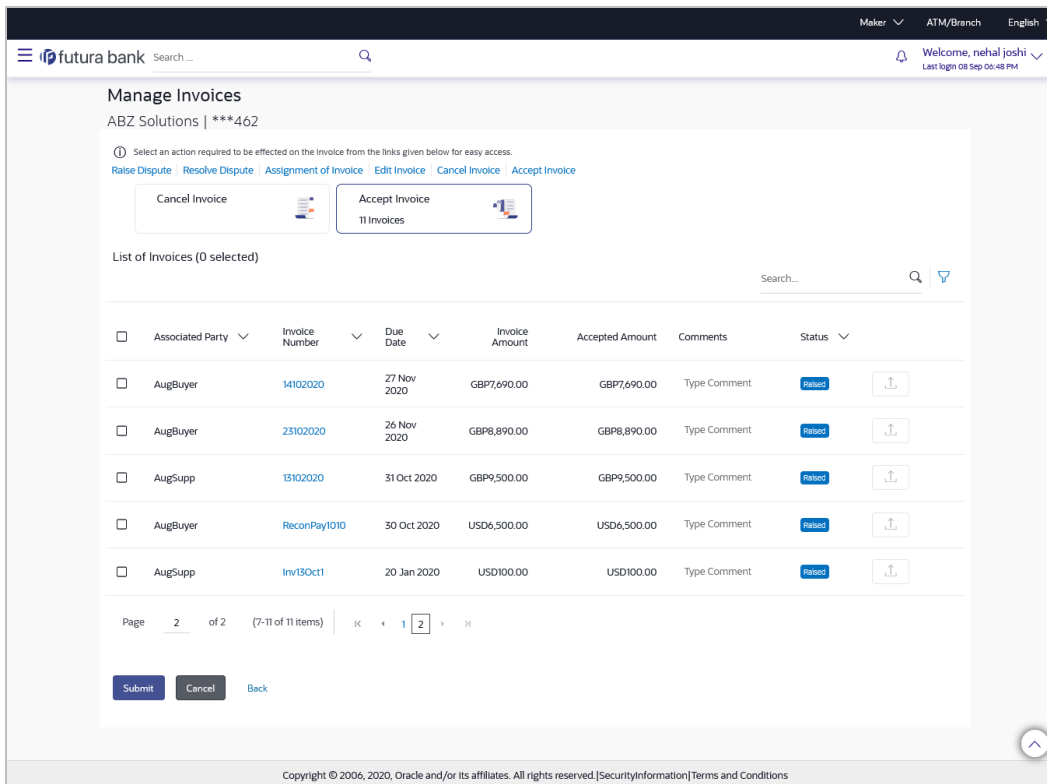 Maker ATM/Branch English
futura bank Search ... Welcome, nehal joshi
Last login 08 Sep 06:48 PM
Manage Invoices
ABZ Solutions | ***462
Select an action required to be effected on the invoice from the links given below for easy access.
Raise Dispute Resolve Dispute Assignment of Invoice Edit Invoice Cancel Invoice Accept Invoice
Cancel Invoice Accept Invoice
11 Invoices
List of Invoices (0 selected)
Search...
Associated Party Invoice Number Due Date Invoice Amount Accepted Amount Comments Status
AugBuyer 14102020 27 Nov 2020 GBP7,690.00 GBP7,690.00 Type Comment Raised
AugBuyer 23102020 26 Nov 2020 GBP8,890.00 GBP8,890.00 Type Comment Raised
AugSupp 13102020 31 Oct 2020 GBP9,500.00 GBP9,500.00 Type Comment Raised
AugBuyer ReconPay1010 30 Oct 2020 USD6,500.00 USD6,500.00 Type Comment Raised
AugSupp Inv13Oct1 20 Jan 2020 USD100.00 USD100.00 Type Comment Raised
Page 2 of 2 (7-11 of 11 items) 1 2
Submit Cancel Back
Copyright © 2006, 2020, Oracle and/or its affiliates. All rights reserved.|SecurityInformation|Terms and Conditions